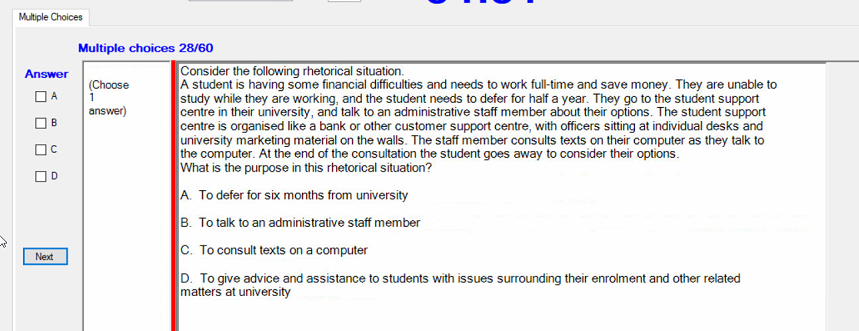 Multiple Choices
Multiple choices 28/60
Answer
A
B
C
D
Next
(Choose
1
answer)
Consider the following rhetorical situation.
A student is having some financial difficulties and needs to work full-time and save money. They are unable to
study while they are working, and the student needs to defer for half a year. They go to the student support
centre in their university, and talk to an administrative staff member about their options. The student support
centre is organised like a bank or other customer support centre, with officers sitting at individual desks and
university marketing material on the walls. The staff member consults texts on their computer as they talk to
the computer. At the end of the consultation the student goes away to consider their options.
What is the purpose in this rhetorical situation?
A. To defer for six months from university
B. To talk to an administrative staff member
C. To consult texts on a computer
D. To give advice and assistance to students with issues surrounding their enrolment and other related
matters at university